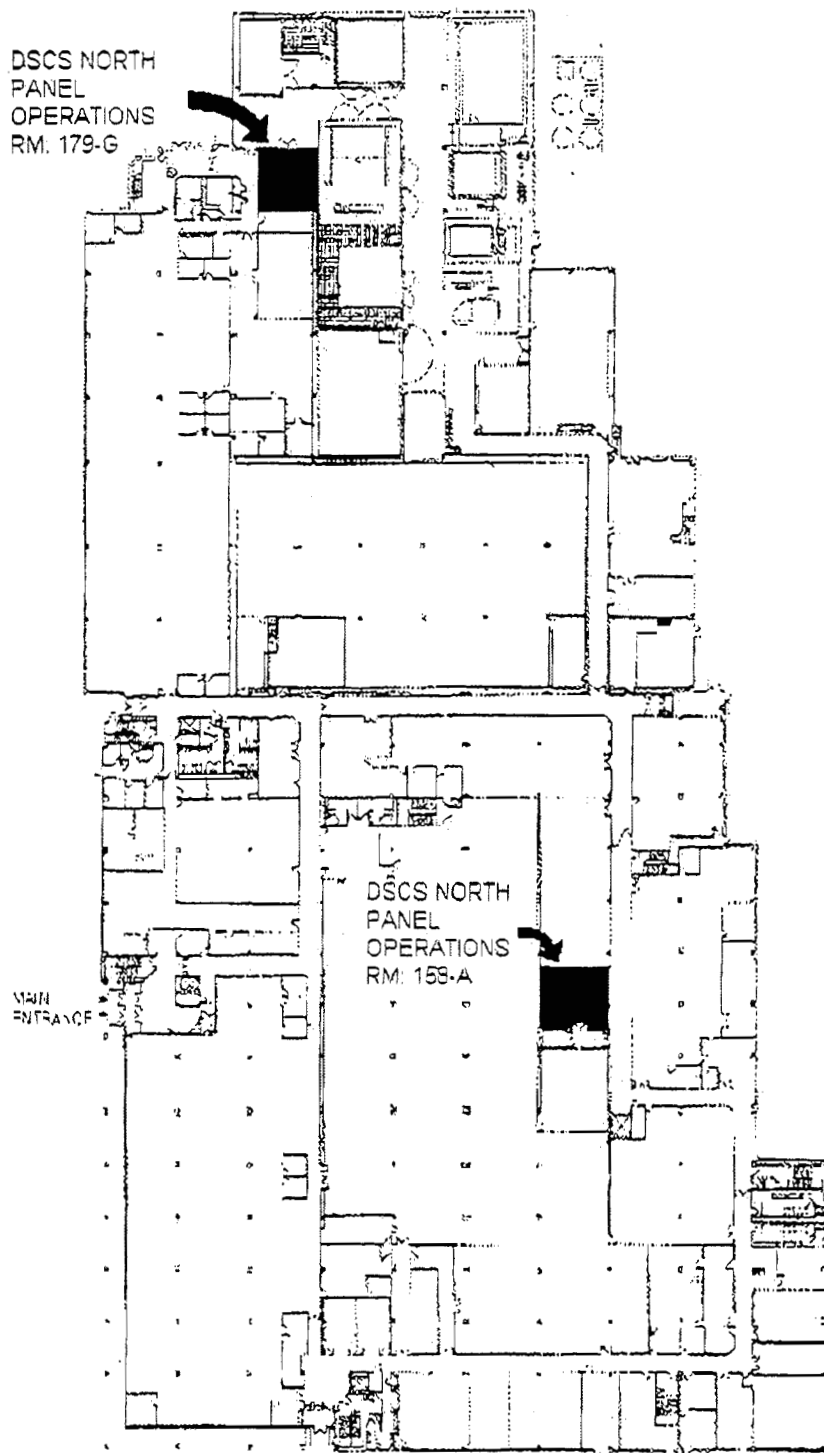 DSCS NORTH
PANEL
OPERATIONS
RM: 179-G
DSCS NORTH
PANEL
OPERATIONS
RM: 158-A
MAIN
ENTRANCE